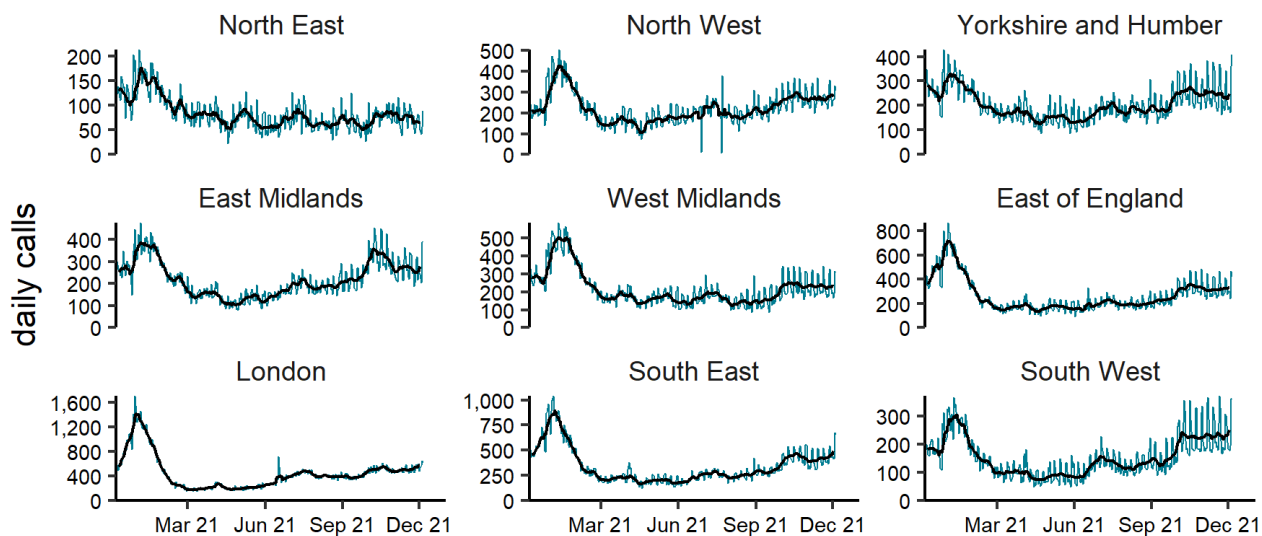 North East North West Yorkshire and Humber
200 500 400
150 400 300
100 300 200
50 200 100
0 100 0
0
East Midlands West Midlands East of England
400 500 800
300 400 600
200 300 400
100 200 200
0 100 0
0
daily calls
London South East South West
1,600 1,000 300
1,200 750 200
800 500 100
400 250 0
0 0
Mar 21 Jun 21 Sep 21 Dec 21 Mar 21 Jun 21 Sep 21 Dec 21 Mar 21 Jun 21 Sep 21 Dec 21